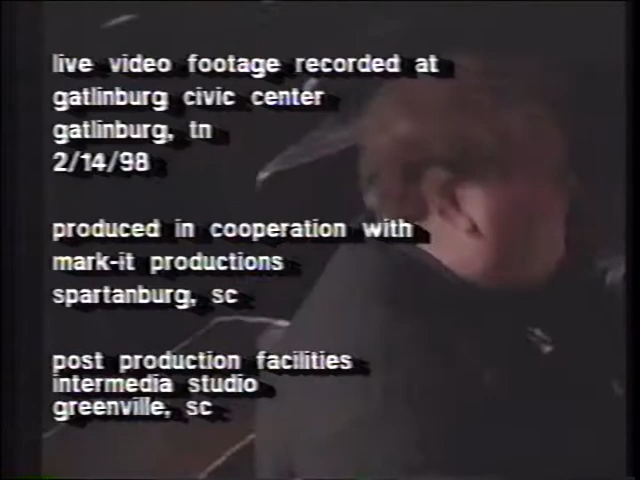 live video footage recorded at
gatlinburg civic center
gatlinburg, tn
2/14/98
produced in cooperation with
mark-it productions
spartanburg, sc
post production facilities
intermedia studio
greenville, sc